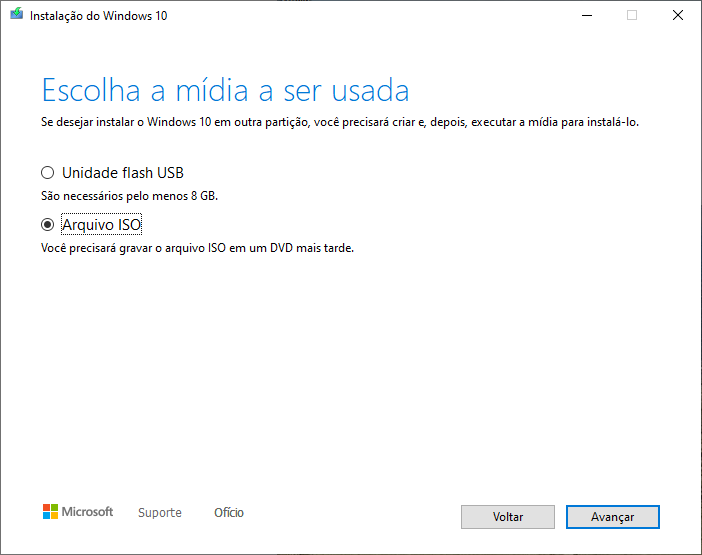 Instalação do Windows 10
Escolha a mídia a ser usada
Se desejar instalar o Windows 10 em outra partição, você precisará criar e, depois, executar a mídia para instalá-lo.
Unidade flash USB
São necessários pelo menos 8 GB.
Arquivo ISO
Você precisará gravar o arquivo ISO em um DVD mais tarde.
Microsoft Suporte Ofício Voltar Avançar